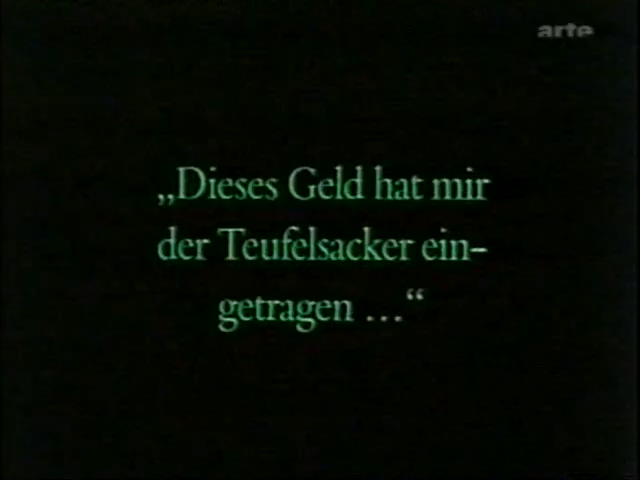 arte
„Dieses Geld hat mir
der Teufelsacker ein-
getragen ...“